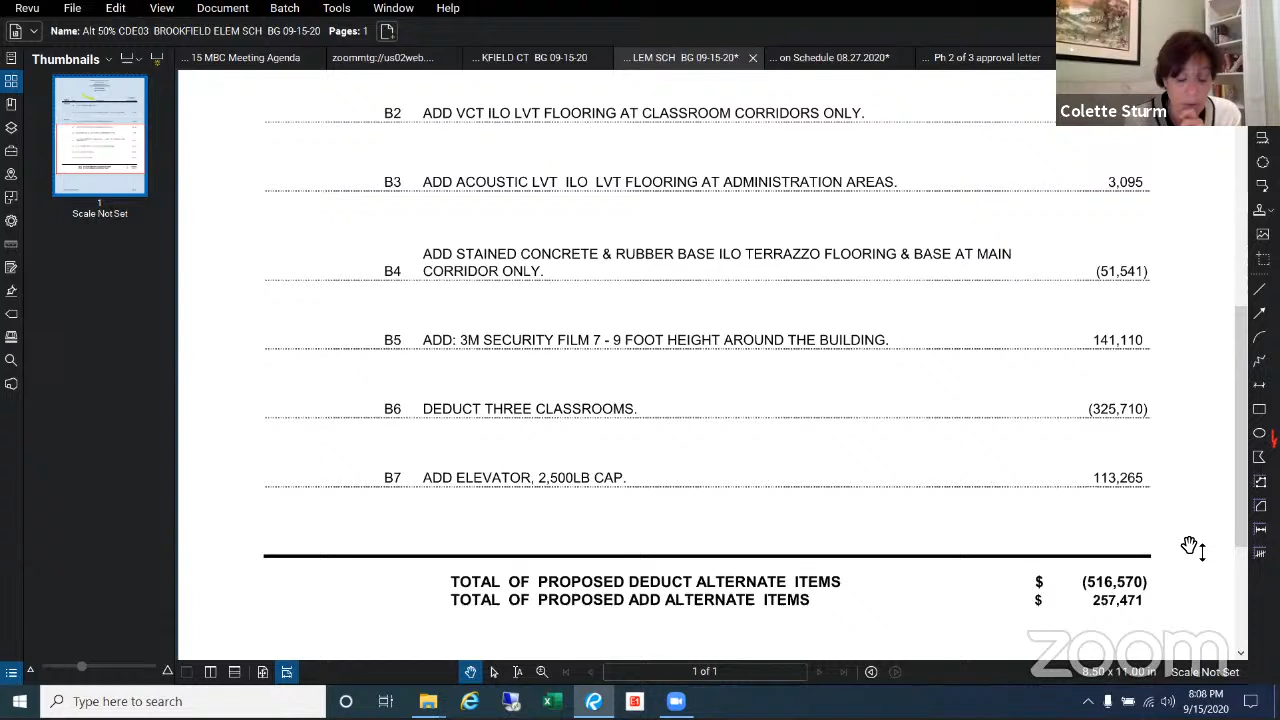 Revu Window View Document Batch Tools Window Help
Name: Alt 50% CDE03: BROOKFIELD ELEM SCH BG 09-15-20 Pages: 1
Thumbnails
15 MBC Meeting Agenda
zoommtg://us02web....
... KFIELD CT BG 09-15-20
... LEM SCH BG 09-15-20*
... on Schedule 08.27.2020*
... Ph 2 of 3 approval letter
Colette Sturm
1
Scale Not Set
B2 ADD VCT ILO LVT FLOORING AT CLASSROOM CORRIDORS ONLY.
B3 ADD ACOUSTIC LVT ILO LVT FLOORING AT ADMINISTRATION AREAS. 3,095
ADD STAINED CONCRETE & RUBBER BASE ILO TERRAZZO FLOORING & BASE AT MAIN
B4 CORRIDOR ONLY. (51,541)
B5 ADD: 3M SECURITY FILM 7 - 9 FOOT HEIGHT AROUND THE BUILDING. 141,110
B6 DEDUCT THREE CLASSROOMS. (325,710)
B7 ADD ELEVATOR, 2,500LB CAP. 113,265
TOTAL OF PROPOSED DEDUCT ALTERNATE ITEMS $ (516,570)
TOTAL OF PROPOSED ADD ALTERNATE ITEMS $ 257,471
zoom
1 of 1
8.50 x 11.00 in Scale Not Set
Type here to search
8:08 PM
9/15/2020